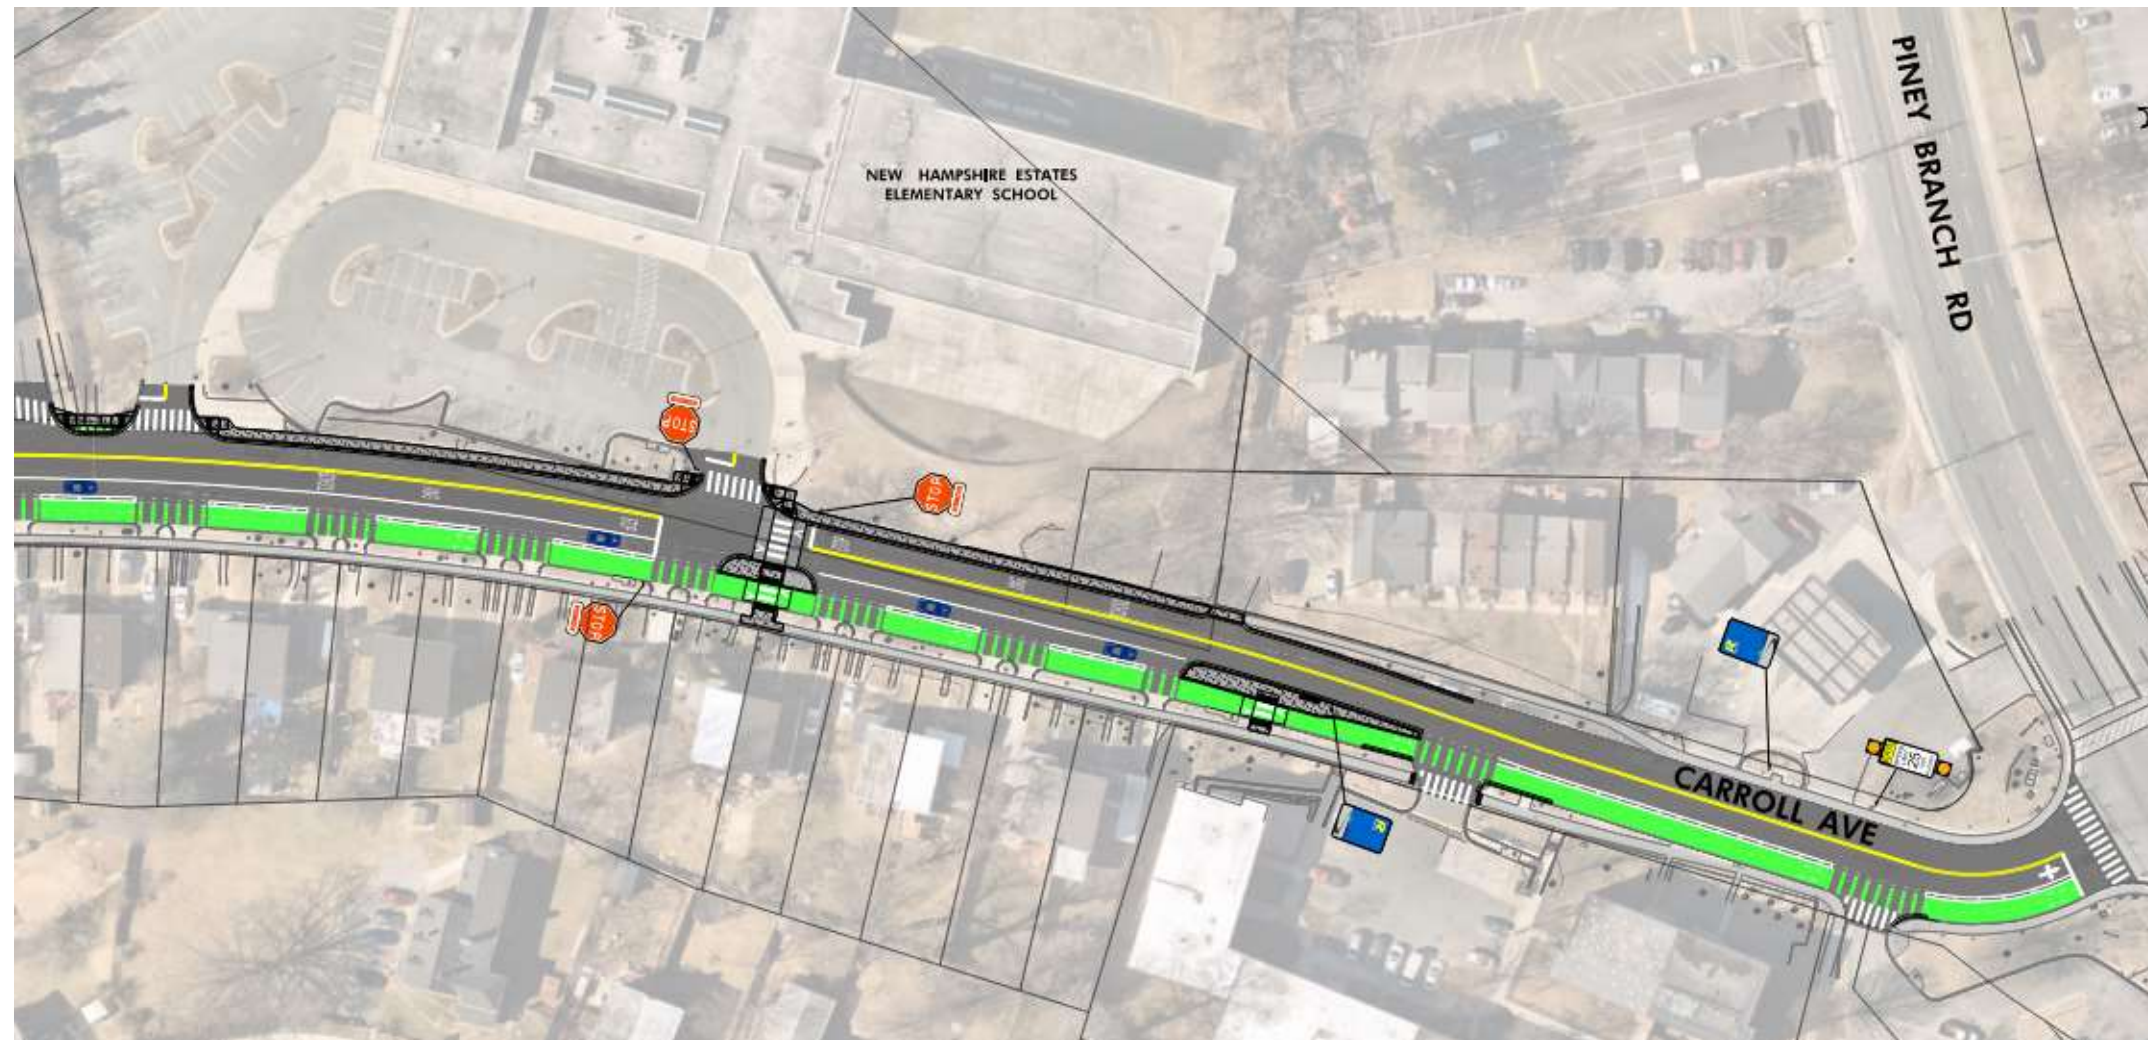 NEW HAMPSHIRE ESTATES
ELEMENTARY SCHOOL
PINEY BRANCH RD
STOP
STOP
STOP
CARROLL AVE